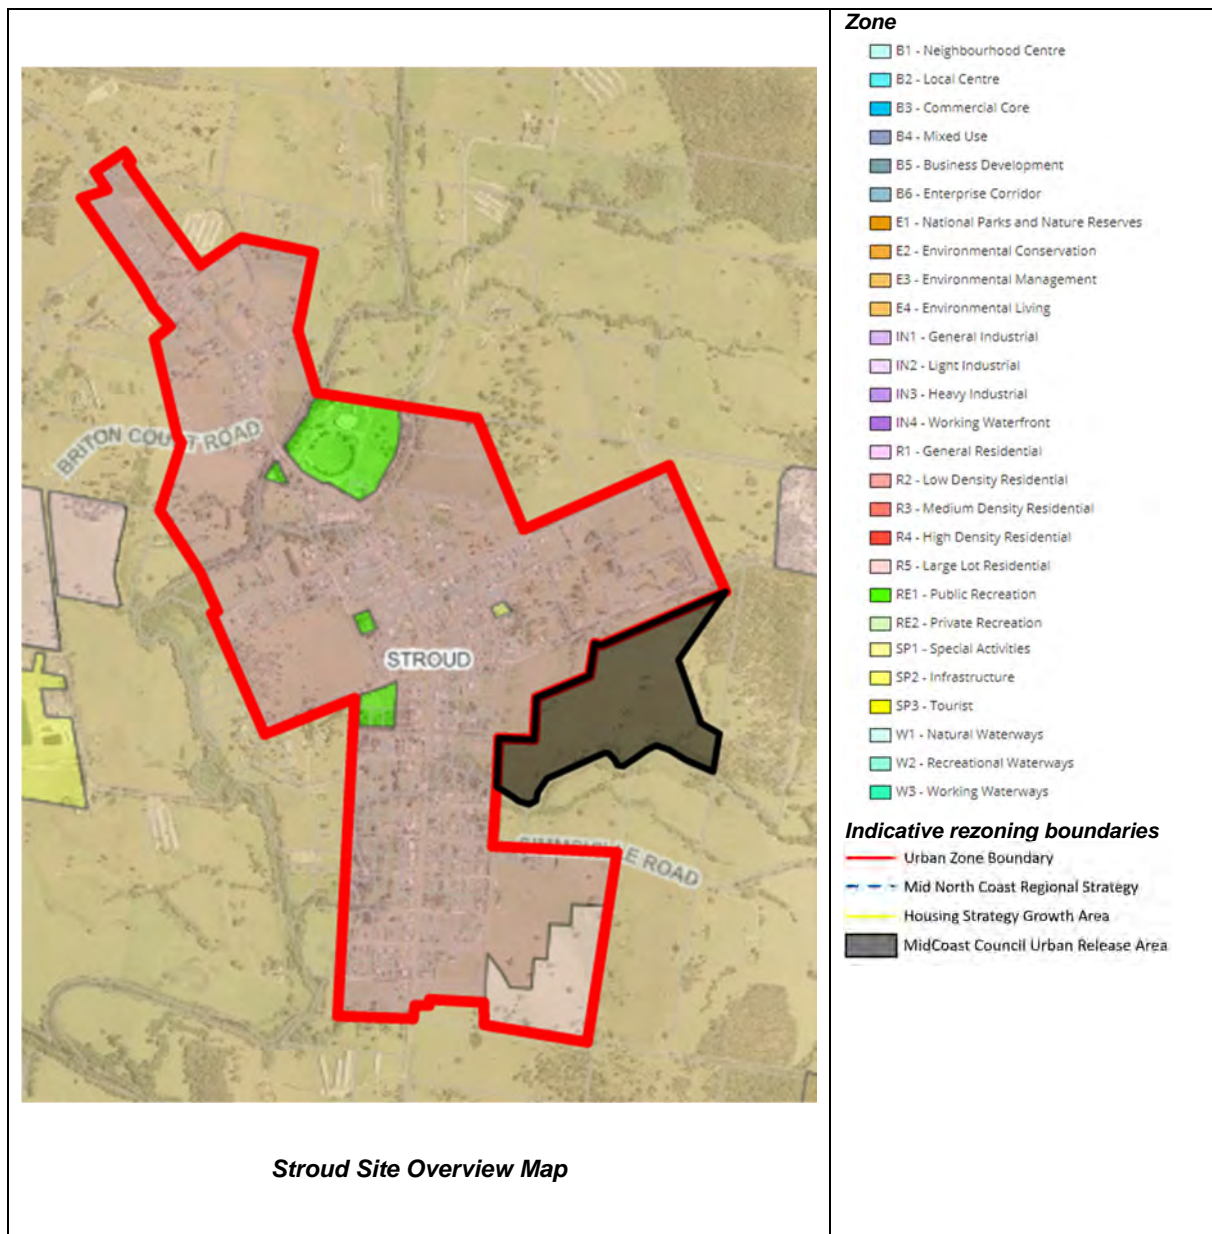 Zone
B1 - Neighbourhood Centre
B2 - Local Centre
B3 - Commercial Core
B4 - Mixed Use
B5 - Business Development
B6 - Enterprise Corridor
E1 - National Parks and Nature Reserves
E2 - Environmental Conservation
E3 - Environmental Management
E4 - Environmental Living
IN1 - General Industrial
IN2 - Light Industrial
IN3 - Heavy Industrial
IN4 - Working Waterfront
R1 - General Residential
R2 - Low Density Residential
R3 - Medium Density Residential
R4 - High Density Residential
R5 - Large Lot Residential
RE1 - Public Recreation
RE2 - Private Recreation
SP1 - Special Activities
SP2 - Infrastructure
SP3 - Tourist
W1 - Natural Waterways
W2 - Recreational Waterways
W3 - Working Waterways
Indicative rezoning boundaries
Urban Zone Boundary
Mid North Coast Regional Strategy
Housing Strategy Growth Area
MidCoast Council Urban Release Area
BRITON COURT ROAD
STROUD
ROAD
Stroud Site Overview Map